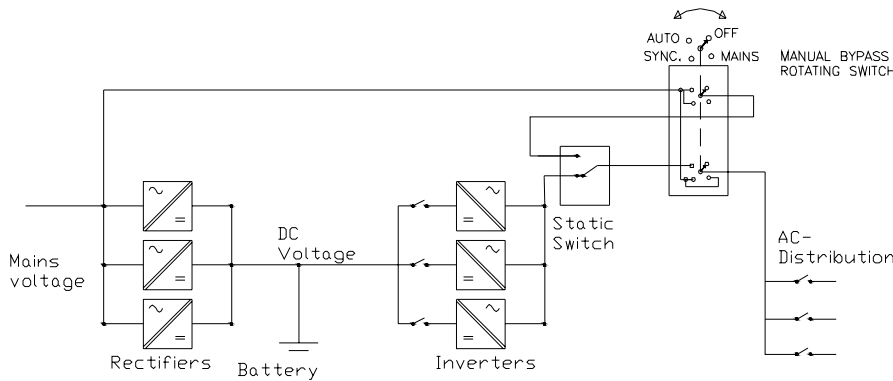 AUTO OFF
SYNC. MAINS
MANUAL BYPASS
ROTATING SWITCH
Static
Switch
DC
Voltage
AC-
Distribution
Mains
voltage
Rectifiers
Battery
Inverters